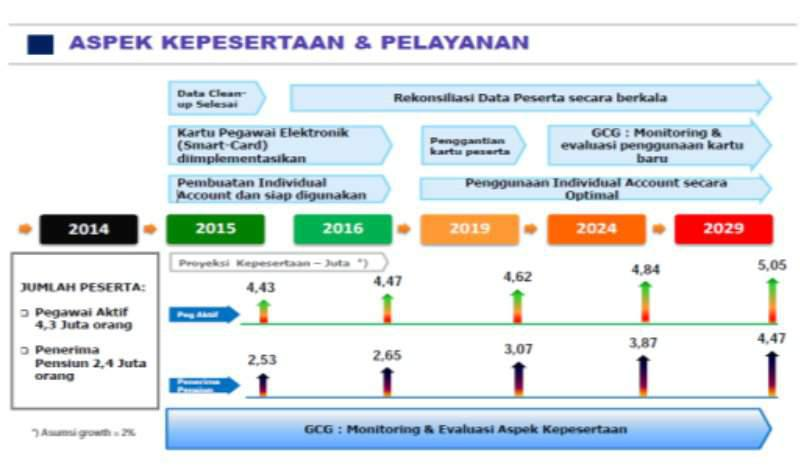 ASPEK KEPESERTAAN & PELAYANAN
Data Clean-
up Selesai
Rekonsiliasi Data Peserta secara berkala
Kartu Pegawai Elektronik
(Smart-Card)
diimplementasikan
Penggantian
kartu peserta
GCG : Monitoring &
evaluasi penggunaan kartu
baru
Pembuatan Individual
Account dan siap digunakan
Penggunaan Individual Account secara
Optimal
2014
2015
2016
2019
2024
2029
JUMLAH PESERTA:
Pegawai Aktif
4,3 Juta orang
Penerima
Pensiun 2,4 Juta
orang
Proyeksi Kepesertaan – Juta *)
Peg Aktif
4,43
4,47
4,62
4,84
5,05
Penerima
Pensiun
2,53
2,65
3,07
3,87
4,47
*) Asumsi growth = 2%
GCG : Monitoring & Evaluasi Aspek Kepesertaan